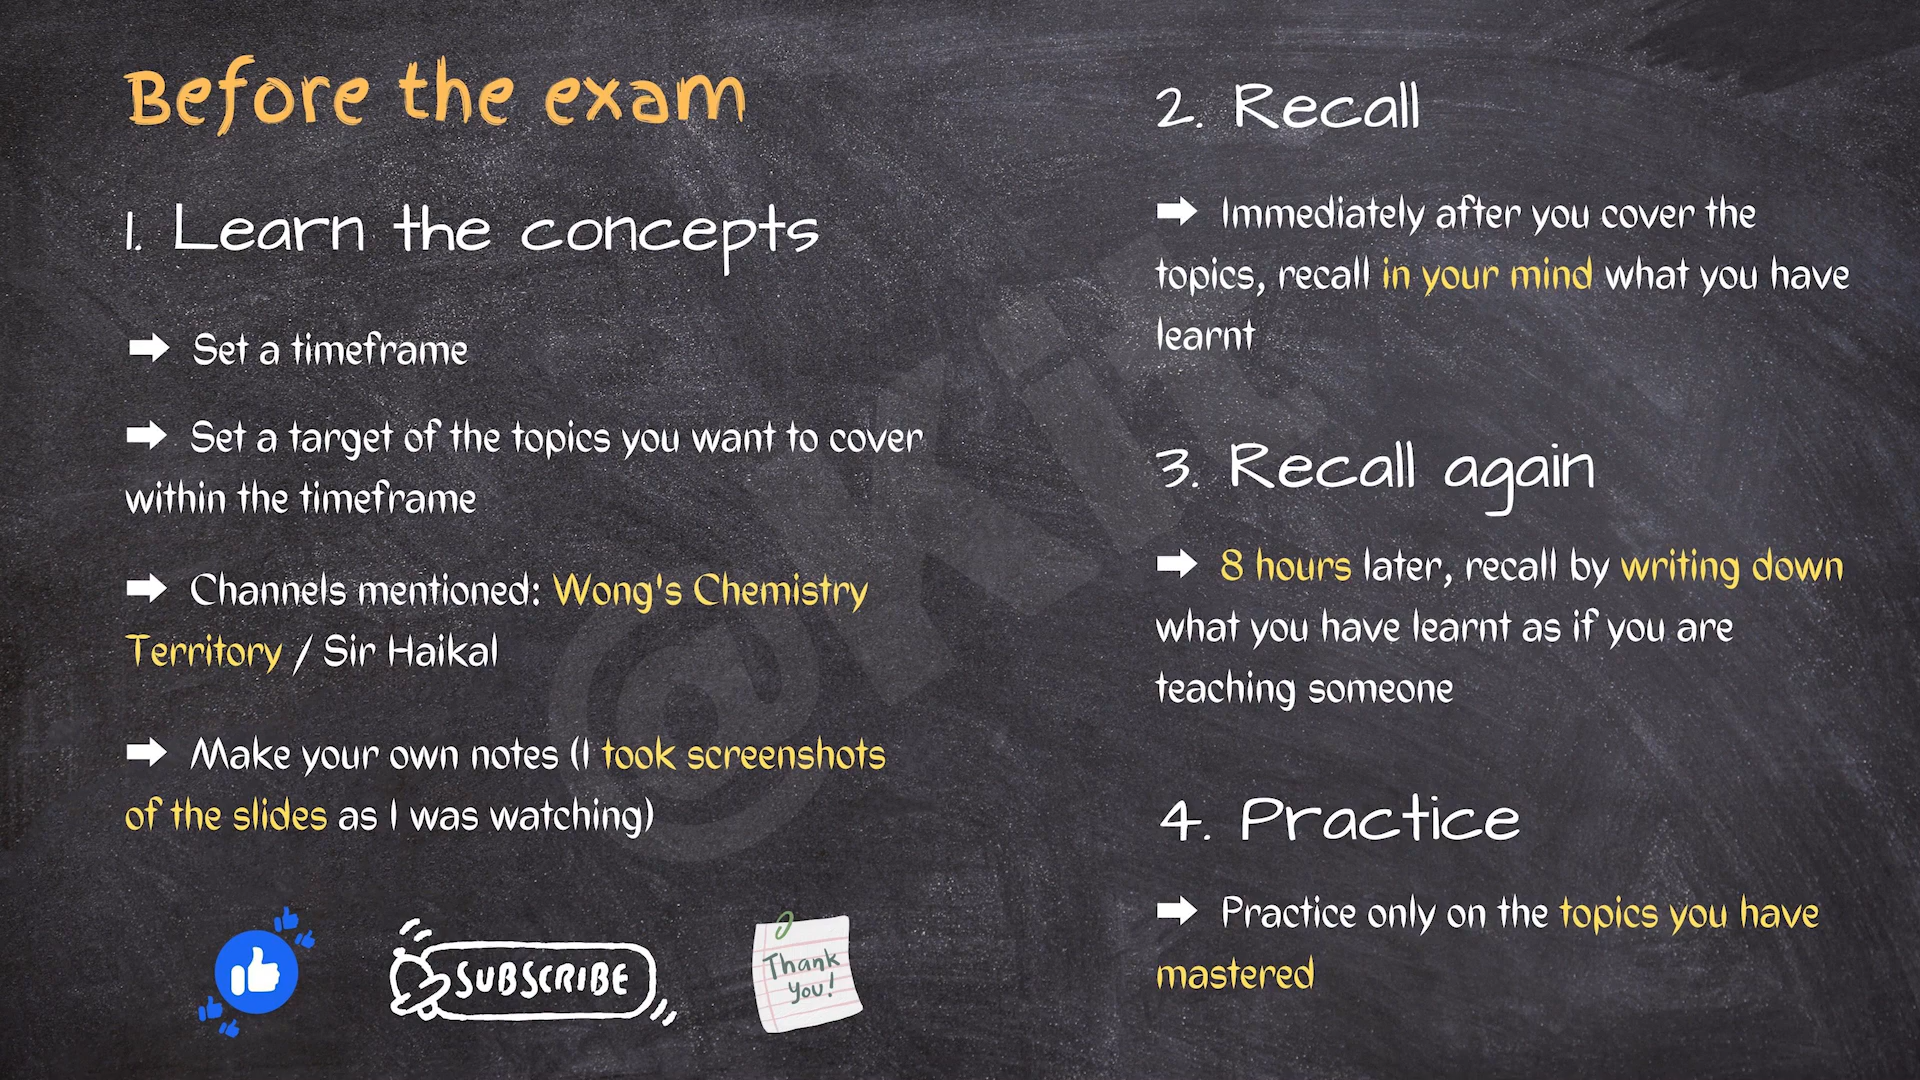 Before the exam
1. Learn the concepts
Set a timeframe
Set a target of the topics you want to cover
within the timeframe
Channels mentioned: Wong's Chemistry
Territory / Sir Haikal
Make your own notes (I took screenshots
of the slides as I was watching)
SUBSCRIBE
Thank
you!
2. Recall
Immediately after you cover the
topics, recall in your mind what you have
learnt
3. Recall again
8 hours later, recall by writing down
what you have learnt as if you are
teaching someone
4. Practice
Practice only on the topics you have
mastered